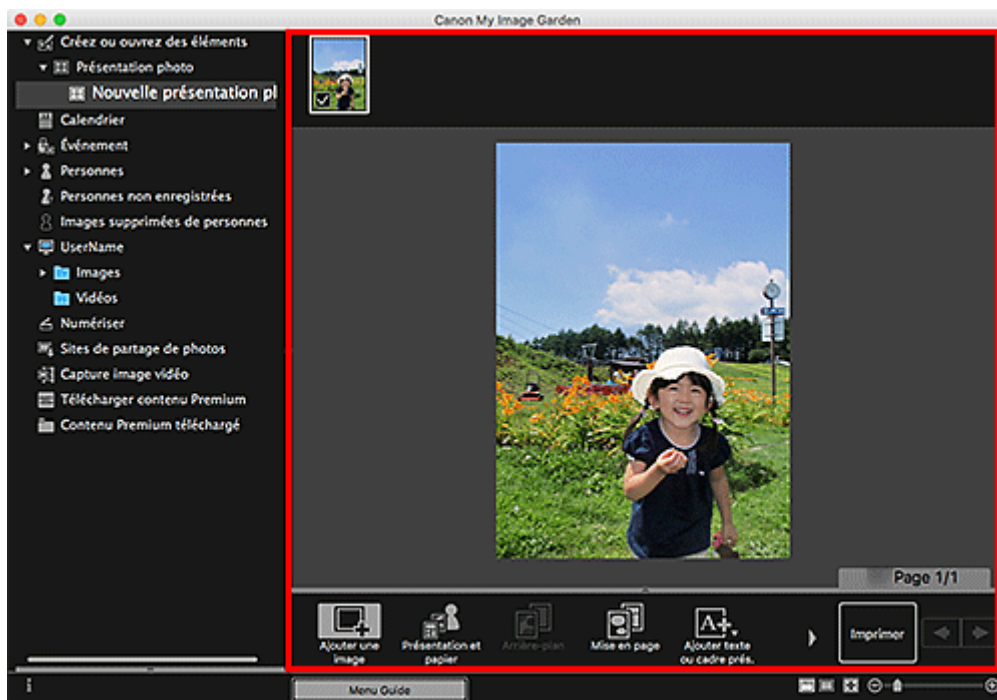 Canon My Image Garden
Créez ou ouvrez des éléments
Présentation photo
Nouvelle présentation pl
Calendrier
Événement
Personnes
Personnes non enregistrées
Images supprimées de personnes
UserName
Images
Vidéos
Numériser
Sites de partage de photos
Capture image vidéo
Télécharger contenu Premium
Contenu Premium téléchargé
Page 1/1
Ajouter une
image
Présentation et
papier
Arrière-plan
Mise en page
Ajouter texte
ou cadre prés.
Imprimer
Menu Guide